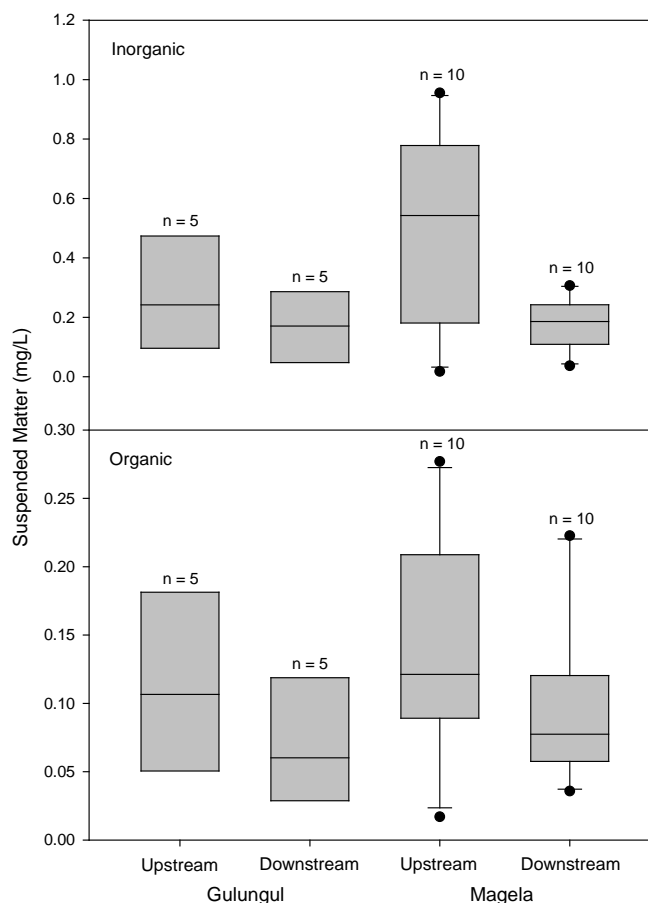 1.2
Inorganic
n = 10
1.0
0.8
0.6
n = 5
0.4
n = 5
n = 10
0.2
0.0
Suspended Matter (mg/L)
0.30
Organic
n = 10
0.25
n = 10
0.20
n = 5
0.15
n = 5
0.10
0.05
0.00
Upstream Downstream Upstream Downstream
Gulungul Magela